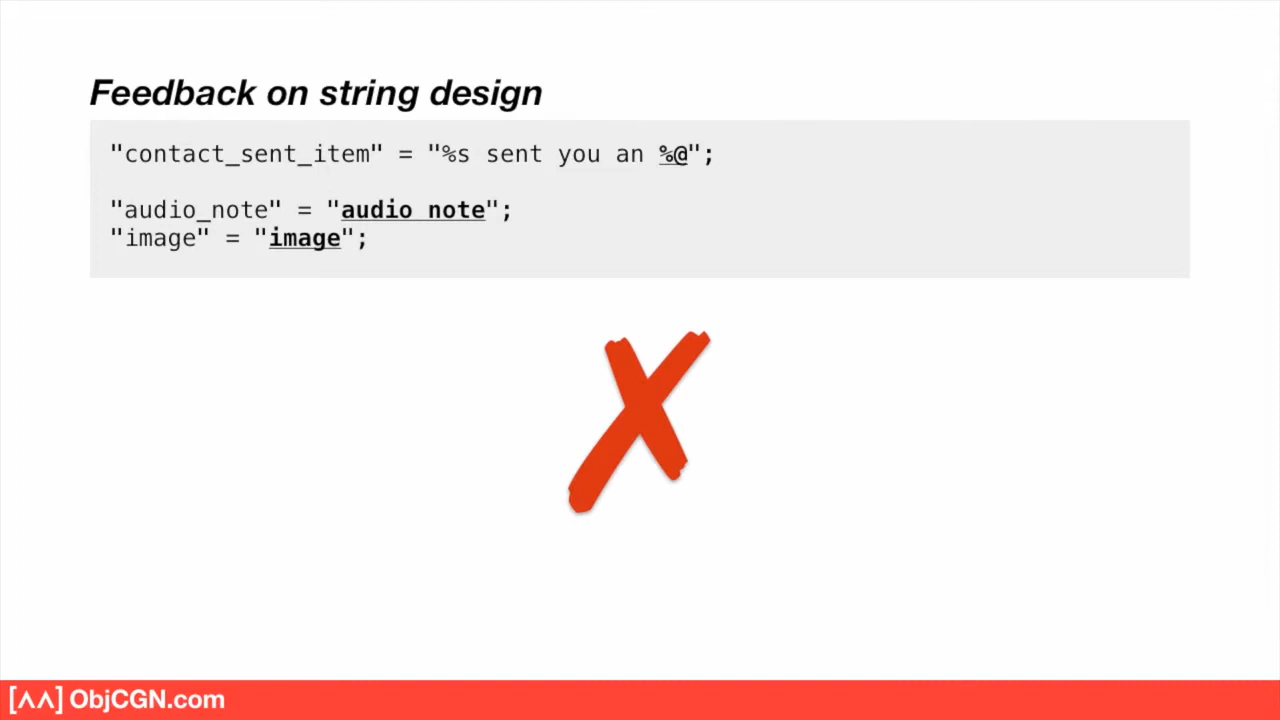 Feedback on string design
"contact_sent_item" = "%s sent you an %@";
"audio_note" = "audio note";
"image" = "image";
[ʌʌ] ObjCGN.com